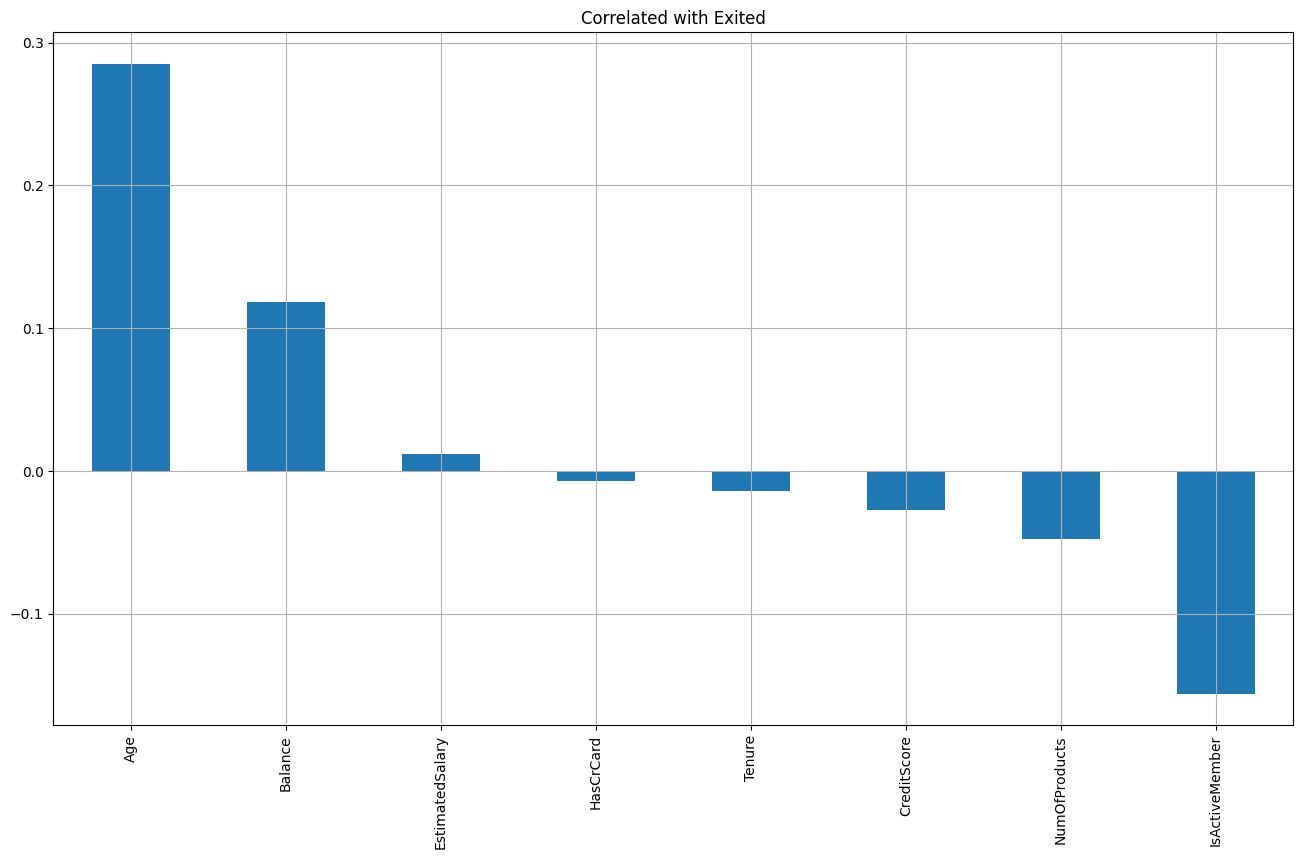 Correlated with Exited
0.3
0.2
0.1
0.0
−0.1
Age
Balance
EstimatedSalary
HasCrCard
Tenure
CreditScore
NumOfProducts
IsActiveMember